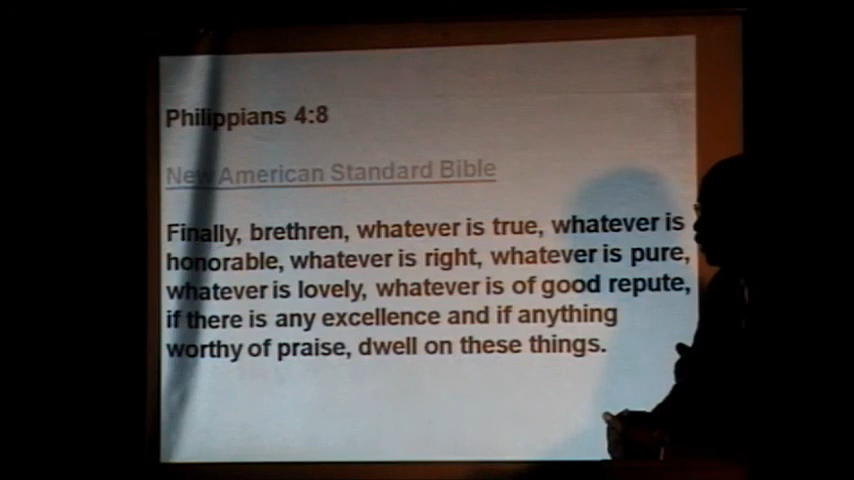 Philippians 4:8
New American Standard Bible
Finally, brethren, whatever is true, whatever is
honorable, whatever is right, whatever is pure,
whatever is lovely, whatever is of good repute,
if there is any excellence and if anything
worthy of praise, dwell on these things.